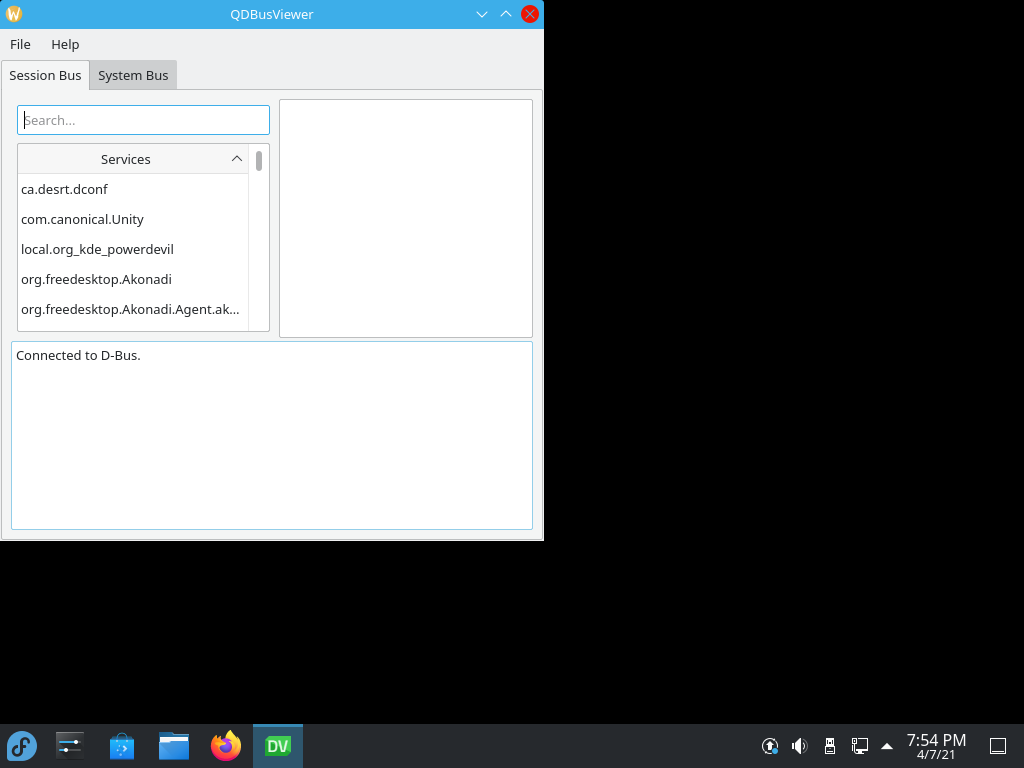 QDBusViewer
File Help
Session Bus System Bus
Search...
Services
ca.desrt.dconf
com.canonical.Unity
local.org_kde_powerdevil
org.freedesktop.Akonadi
org.freedesktop.Akonadi.Agent.ak...
Connected to D-Bus.
DV
7:54 PM
4/7/21